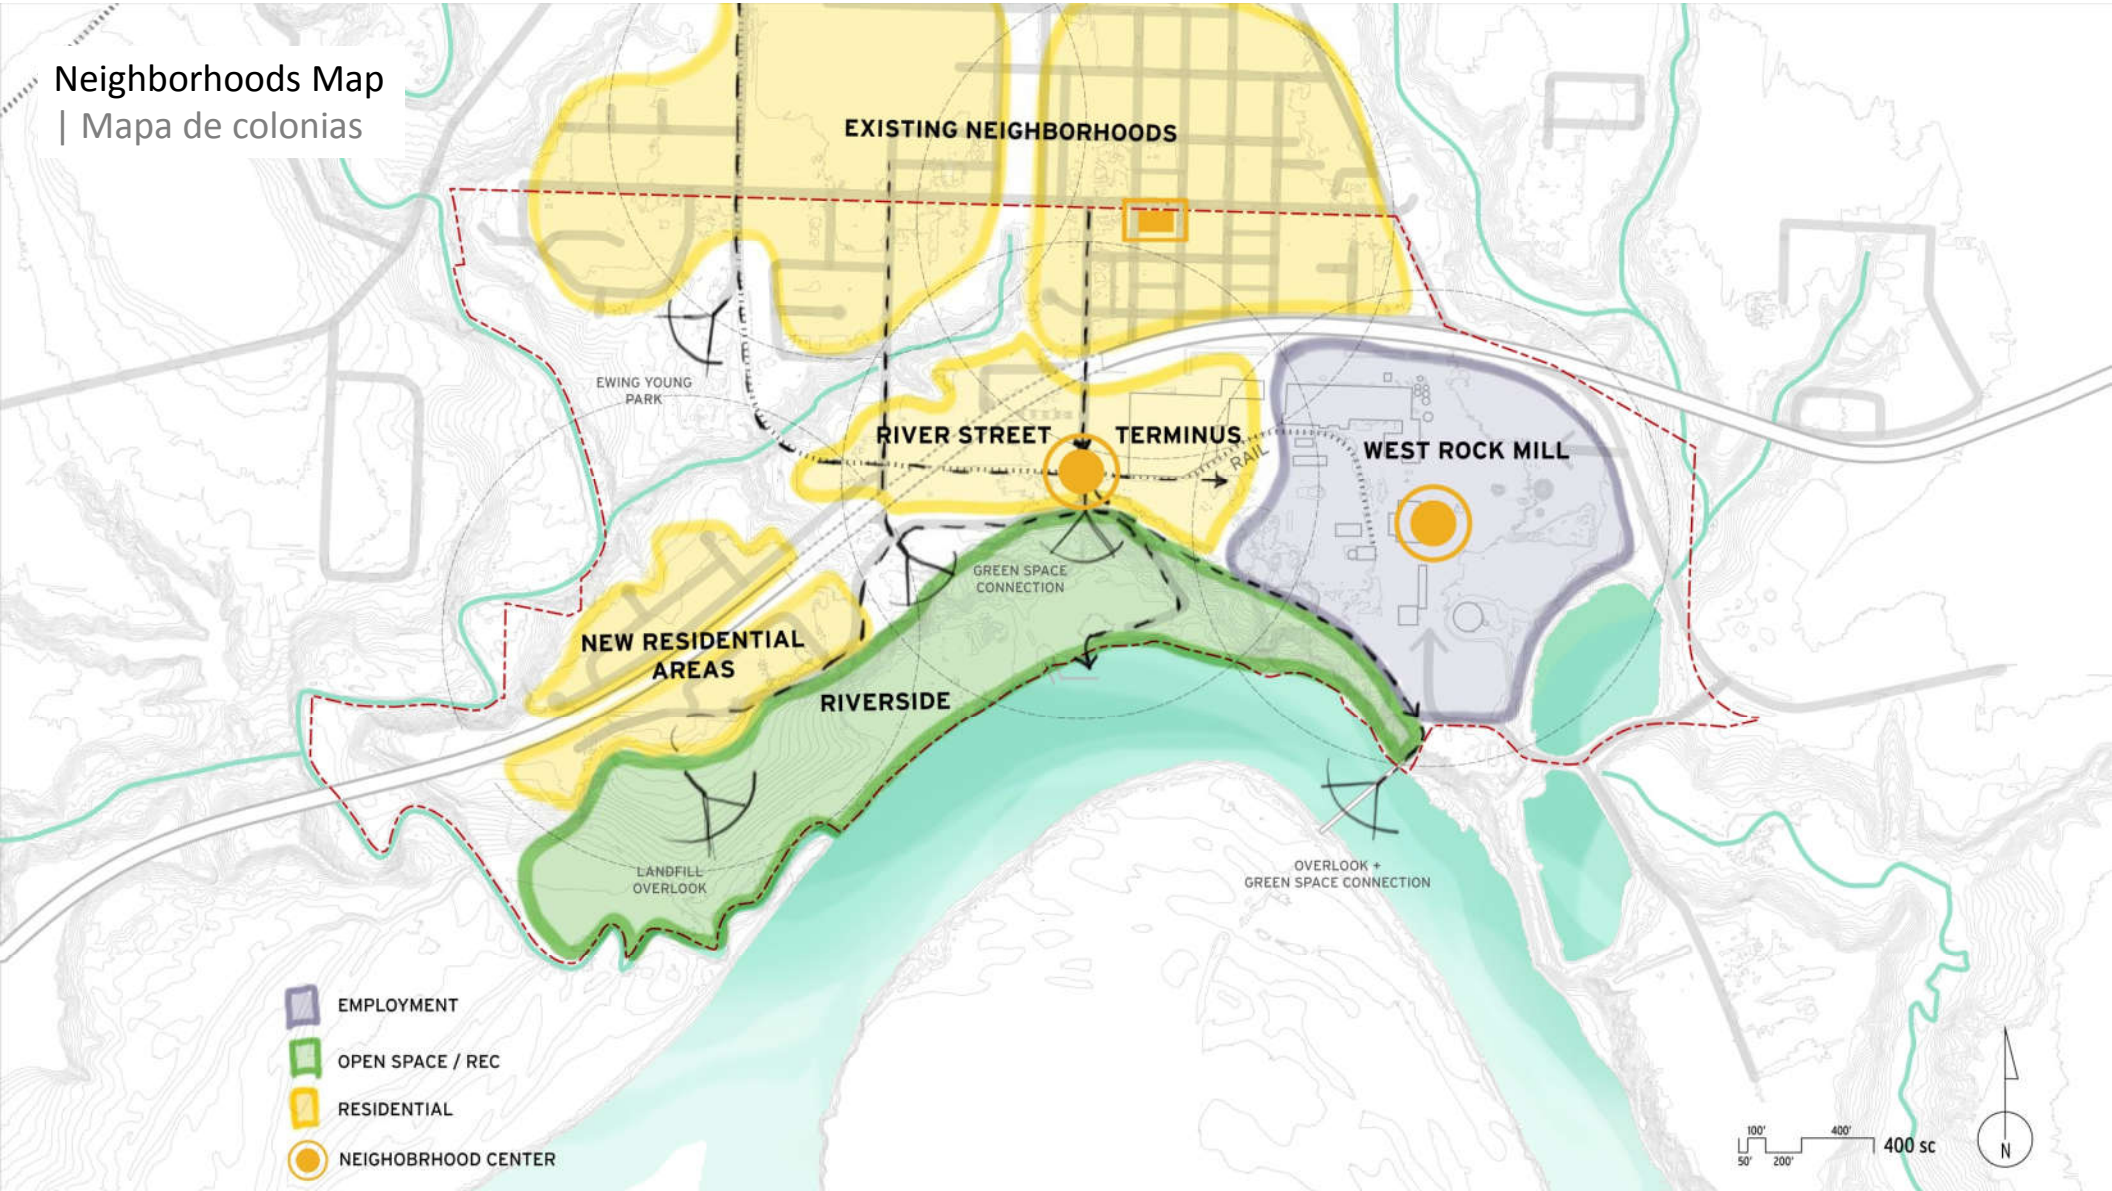 Neighborhoods Map
| Mapa de colonias
EXISTING NEIGHBORHOODS
EWING YOUNG
PARK
RIVER STREET
TERMINUS
RAIL
WEST ROCK MILL
GREEN SPACE
CONNECTION
NEW RESIDENTIAL
AREAS
RIVERSIDE
LANDFILL
OVERLOOK
OVERLOOK +
GREEN SPACE CONNECTION
EMPLOYMENT
OPEN SPACE / REC
RESIDENTIAL
NEIGHOBRHOOD CENTER
100' 400'
50' 200'
400 sc
N